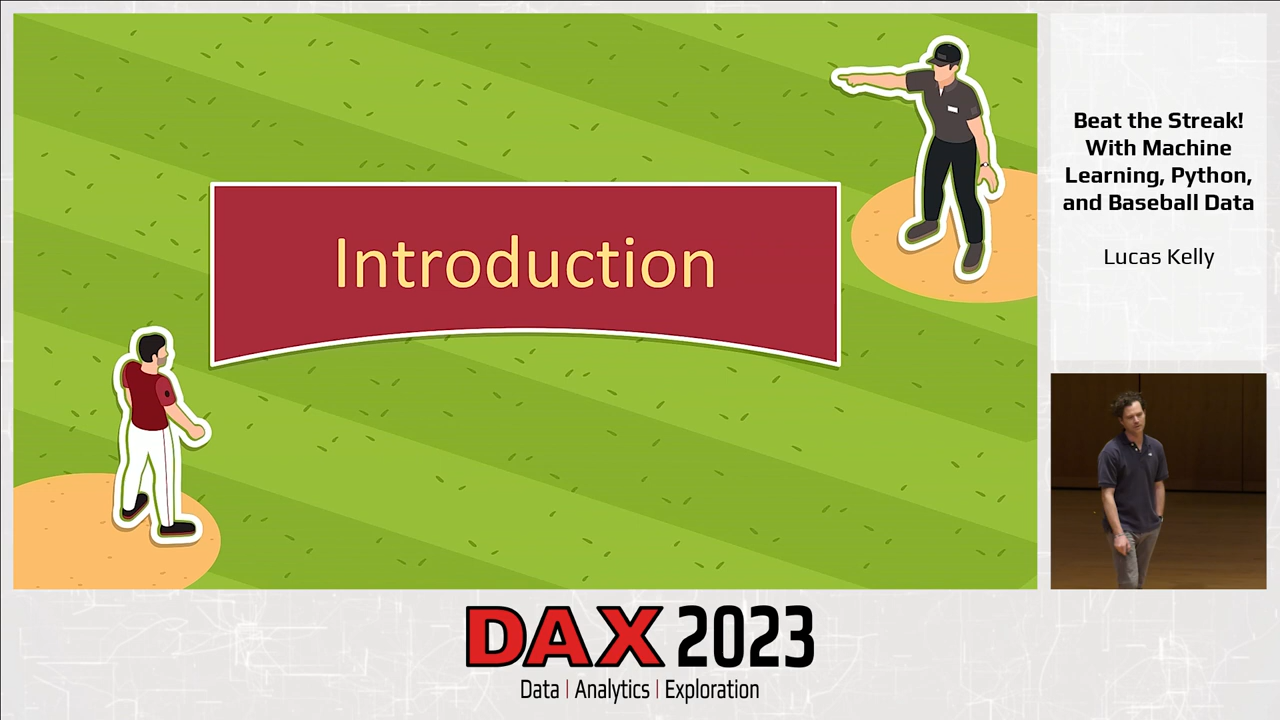 Introduction
Beat the Streak!
With Machine
Learning, Python,
and Baseball Data
Lucas Kelly
DAX 2023
Data | Analytics | Exploration